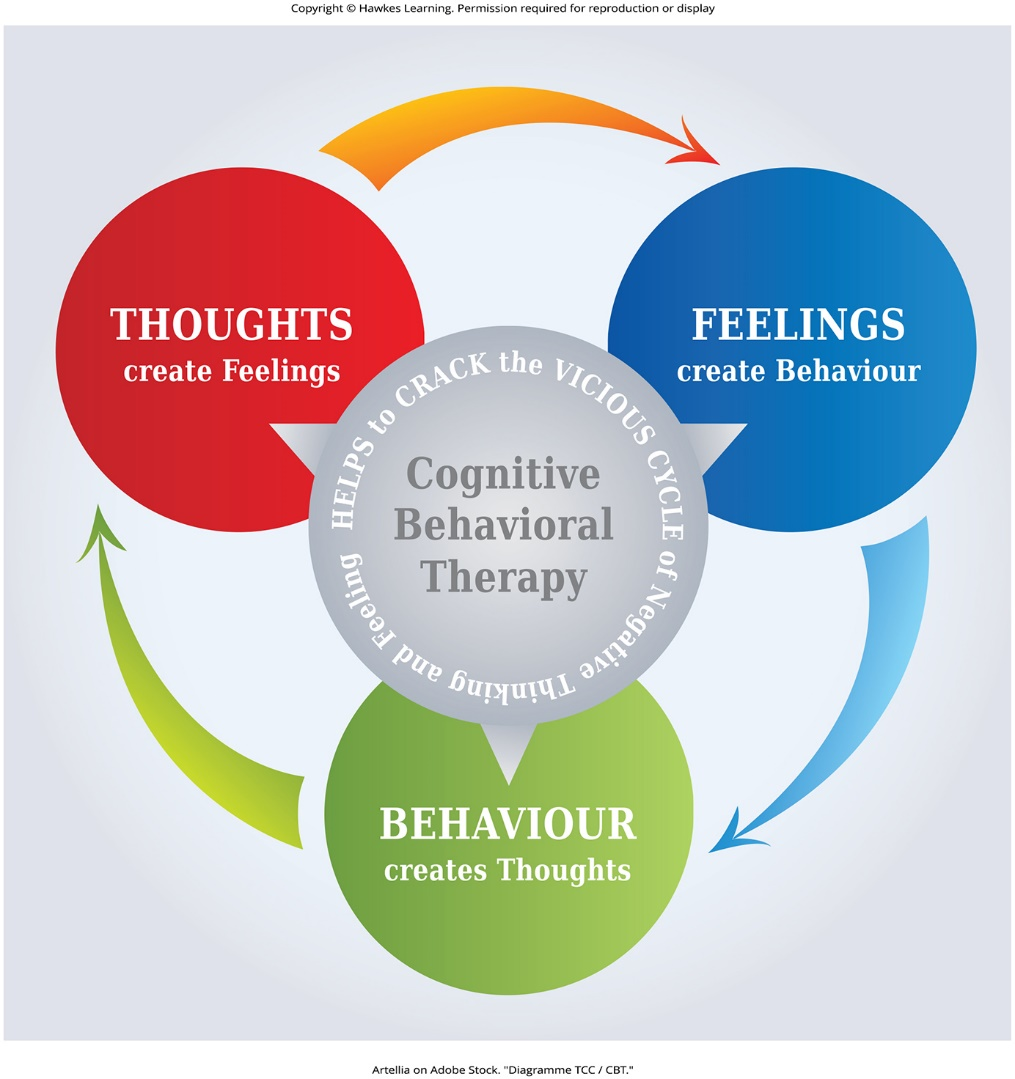 Copyright © Hawkes Learning. Permission required for reproduction or display
THOUGHTS
create Feelings
FEELINGS
create Behaviour
HELPS to CRACK the VICIOUS CYCLE of Negative Thinking and Feeling
Cognitive
Behavioral
Therapy
BEHAVIOUR
creates Thoughts
Artellia on Adobe Stock. "Diagramme TCC / CBT."